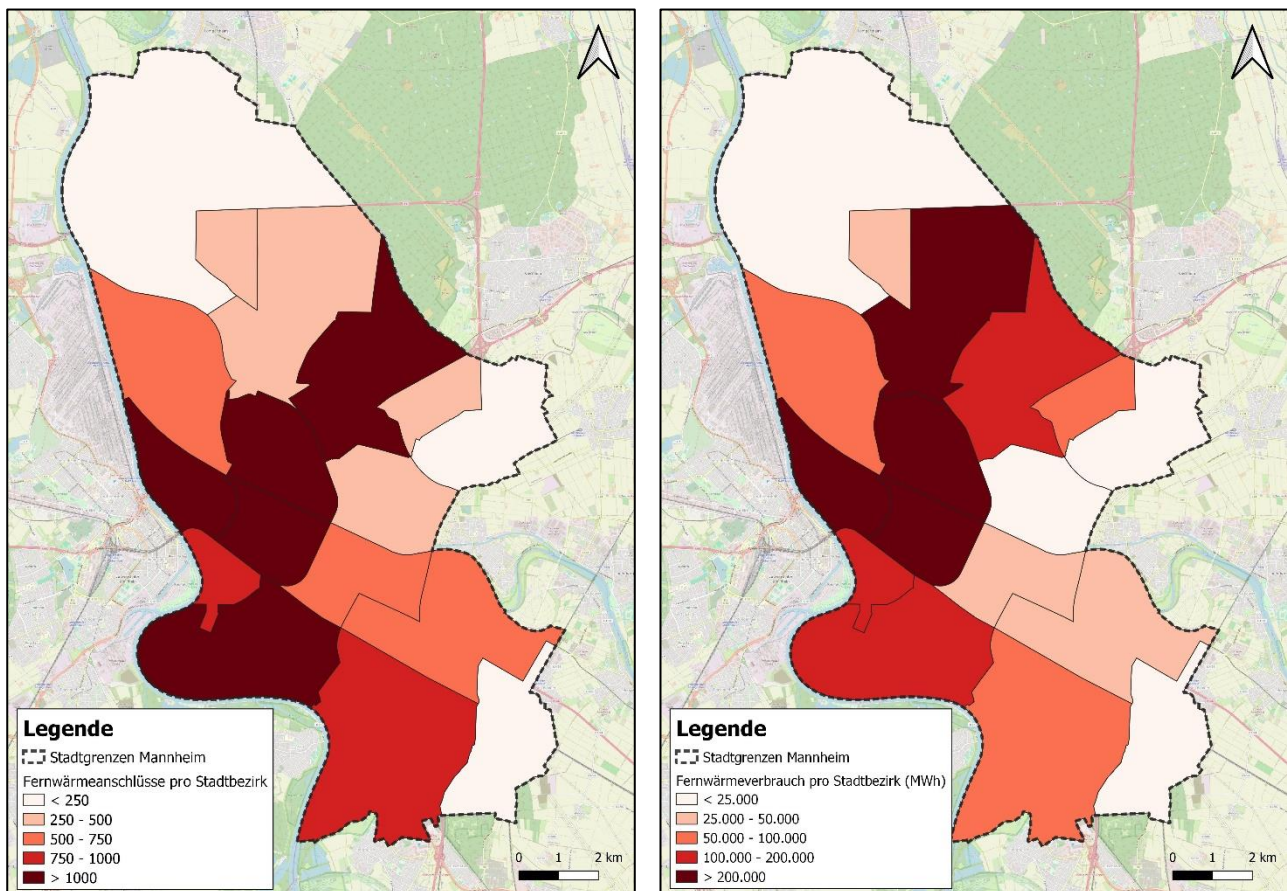 Legende
Stadtgrenzen Mannheim
Fernwärmeanschlüsse pro Stadtbezirk
< 250
250 - 500
500 - 750
750 - 1000
> 1000
0 1 2 km
Legende
Stadtgrenzen Mannheim
Fernwärmeverbrauch pro Stadtbezirk (MWh)
< 25.000
25.000 - 50.000
50.000 - 100.000
100.000 - 200.000
> 200.000
0 1 2 km